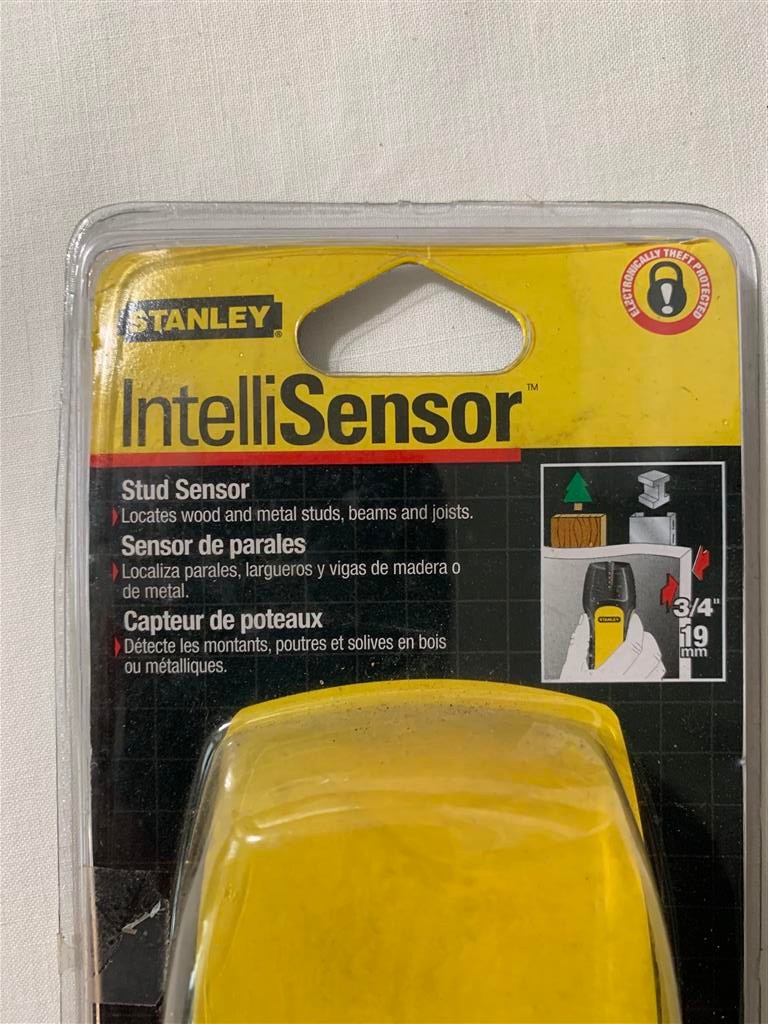 STANLEY®
ELECTRONICALLY THEFT PROTECTED
IntelliSensor™
Stud Sensor
Locates wood and metal studs, beams and joists.
Sensor de parales
Localiza parales, largueros y vigas de madera o
de metal.
Capteur de poteaux
Détecte les montants, poutres et solives en bois
ou métalliques.
STANLEY
3/4"
19
mm